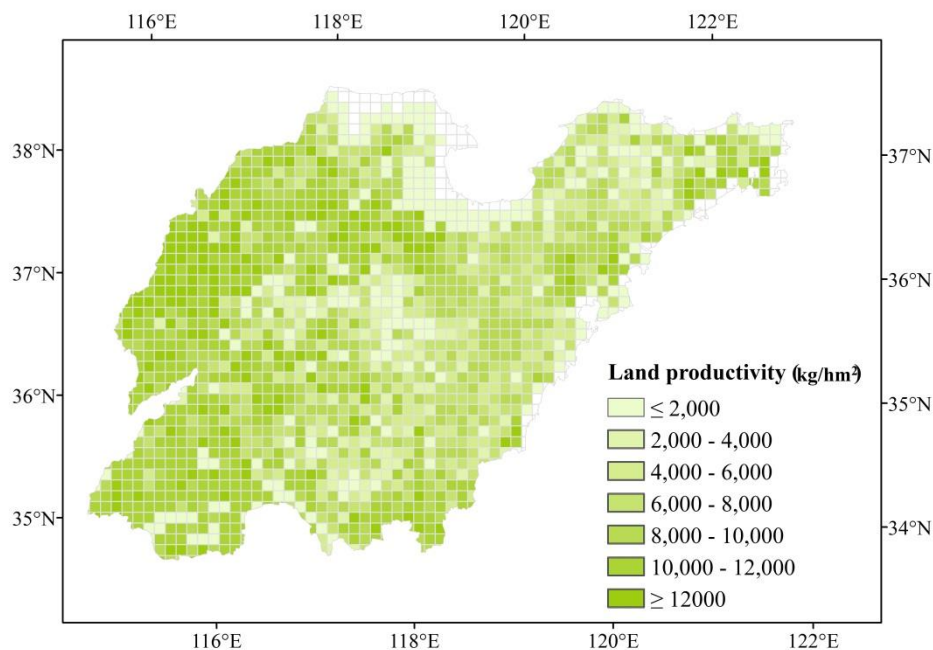 116°E 118°E 120°E 122°E
38°N
37°N
37°N
36°N
Land productivity (kg/hm²)
≤ 2,000
36°N
35°N
2,000 - 4,000
4,000 - 6,000
6,000 - 8,000
35°N
34°N
8,000 - 10,000
10,000 - 12,000
≥ 12000
116°E 118°E 120°E 122°E